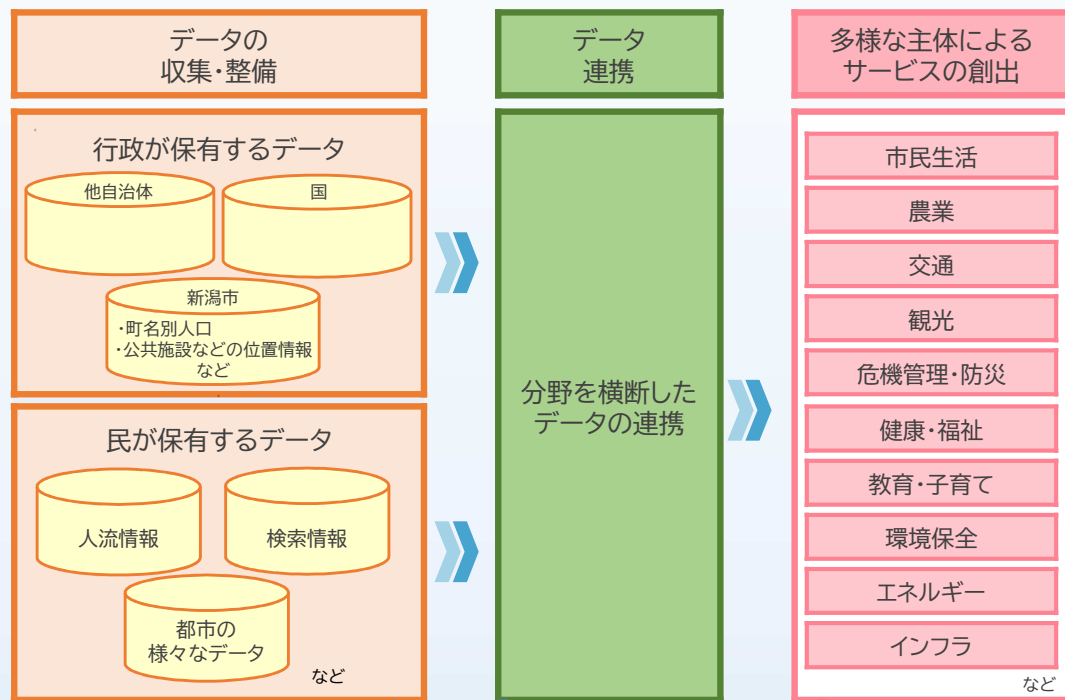 データの
収集・整備
データ
連携
多様な主体による
サービスの創出
行政が保有するデータ
他自治体
国
新潟市
・町名別人口
・公共施設などの位置情報
など
民が保有するデータ
人流情報
検索情報
都市の
様々なデータ
など
分野を横断した
データの連携
市民生活
農業
交通
観光
危機管理・防災
健康・福祉
教育・子育て
環境保全
エネルギー
インフラ
など